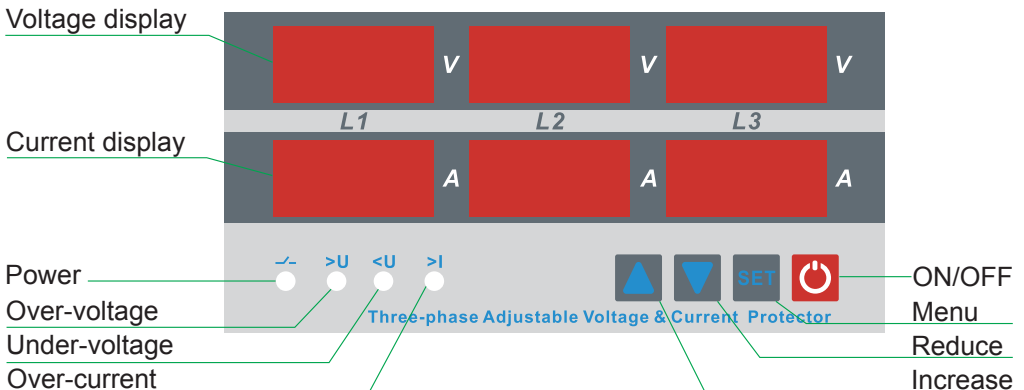 Voltage display
V V V
L1 L2 L3
Current display
A A A
>U <U >I
SET
Power
ON/OFF
Over-voltage
Menu
Three-phase Adjustable Voltage & Current Protector
Under-voltage
Reduce
Over-current
Increase